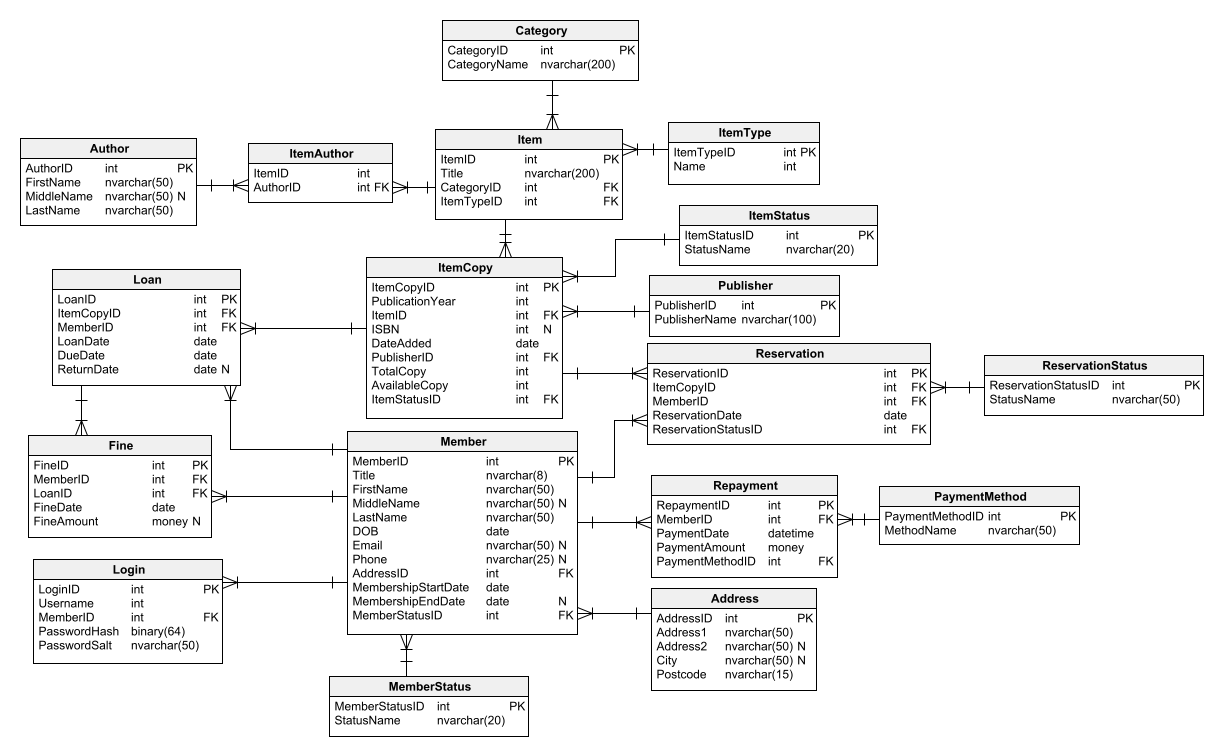 Category
CategoryID int PK
CategoryName nvarchar(200)
Author
AuthorID int PK
FirstName nvarchar(50)
MiddleName nvarchar(50) N
LastName nvarchar(50)
ItemAuthor
ItemID int
AuthorID int FK
Item
ItemID int PK
Title nvarchar(200)
CategoryID int FK
ItemTypeID int FK
ItemType
ItemTypeID int PK
Name int
ItemStatus
ItemStatusID int PK
StatusName nvarchar(20)
Loan
LoanID int PK
ItemCopyID int FK
MemberID int FK
LoanDate date
DueDate date
ReturnDate date N
ItemCopy
ItemCopyID int PK
PublicationYear int
ItemID int FK
ISBN int N
DateAdded date
PublisherID int FK
TotalCopy int
AvailableCopy int
ItemStatusID int FK
Publisher
PublisherID int PK
PublisherName nvarchar(100)
Reservation
ReservationID int PK
ItemCopyID int FK
MemberID int FK
ReservationDate date
ReservationStatusID int FK
ReservationStatus
ReservationStatusID int PK
StatusName nvarchar(50)
Fine
FineID int PK
MemberID int FK
LoanID int FK
FineDate date
FineAmount money N
Member
MemberID int PK
Title nvarchar(8)
FirstName nvarchar(50)
MiddleName nvarchar(50) N
LastName nvarchar(50)
DOB date
Email nvarchar(50) N
Phone nvarchar(25) N
AddressID int FK
MembershipStartDate date
MembershipEndDate date N
MemberStatusID int FK
Repayment
RepaymentID int PK
MemberID int FK
PaymentDate datetime
PaymentAmount money
PaymentMethodID int FK
PaymentMethod
PaymentMethodID int PK
MethodName nvarchar(50)
Login
LoginID int PK
Username int
MemberID int FK
PasswordHash binary(64)
PasswordSalt nvarchar(50)
Address
AddressID int PK
Address1 nvarchar(50)
Address2 nvarchar(50) N
City nvarchar(50) N
Postcode nvarchar(15)
MemberStatus
MemberStatusID int PK
StatusName nvarchar(20)